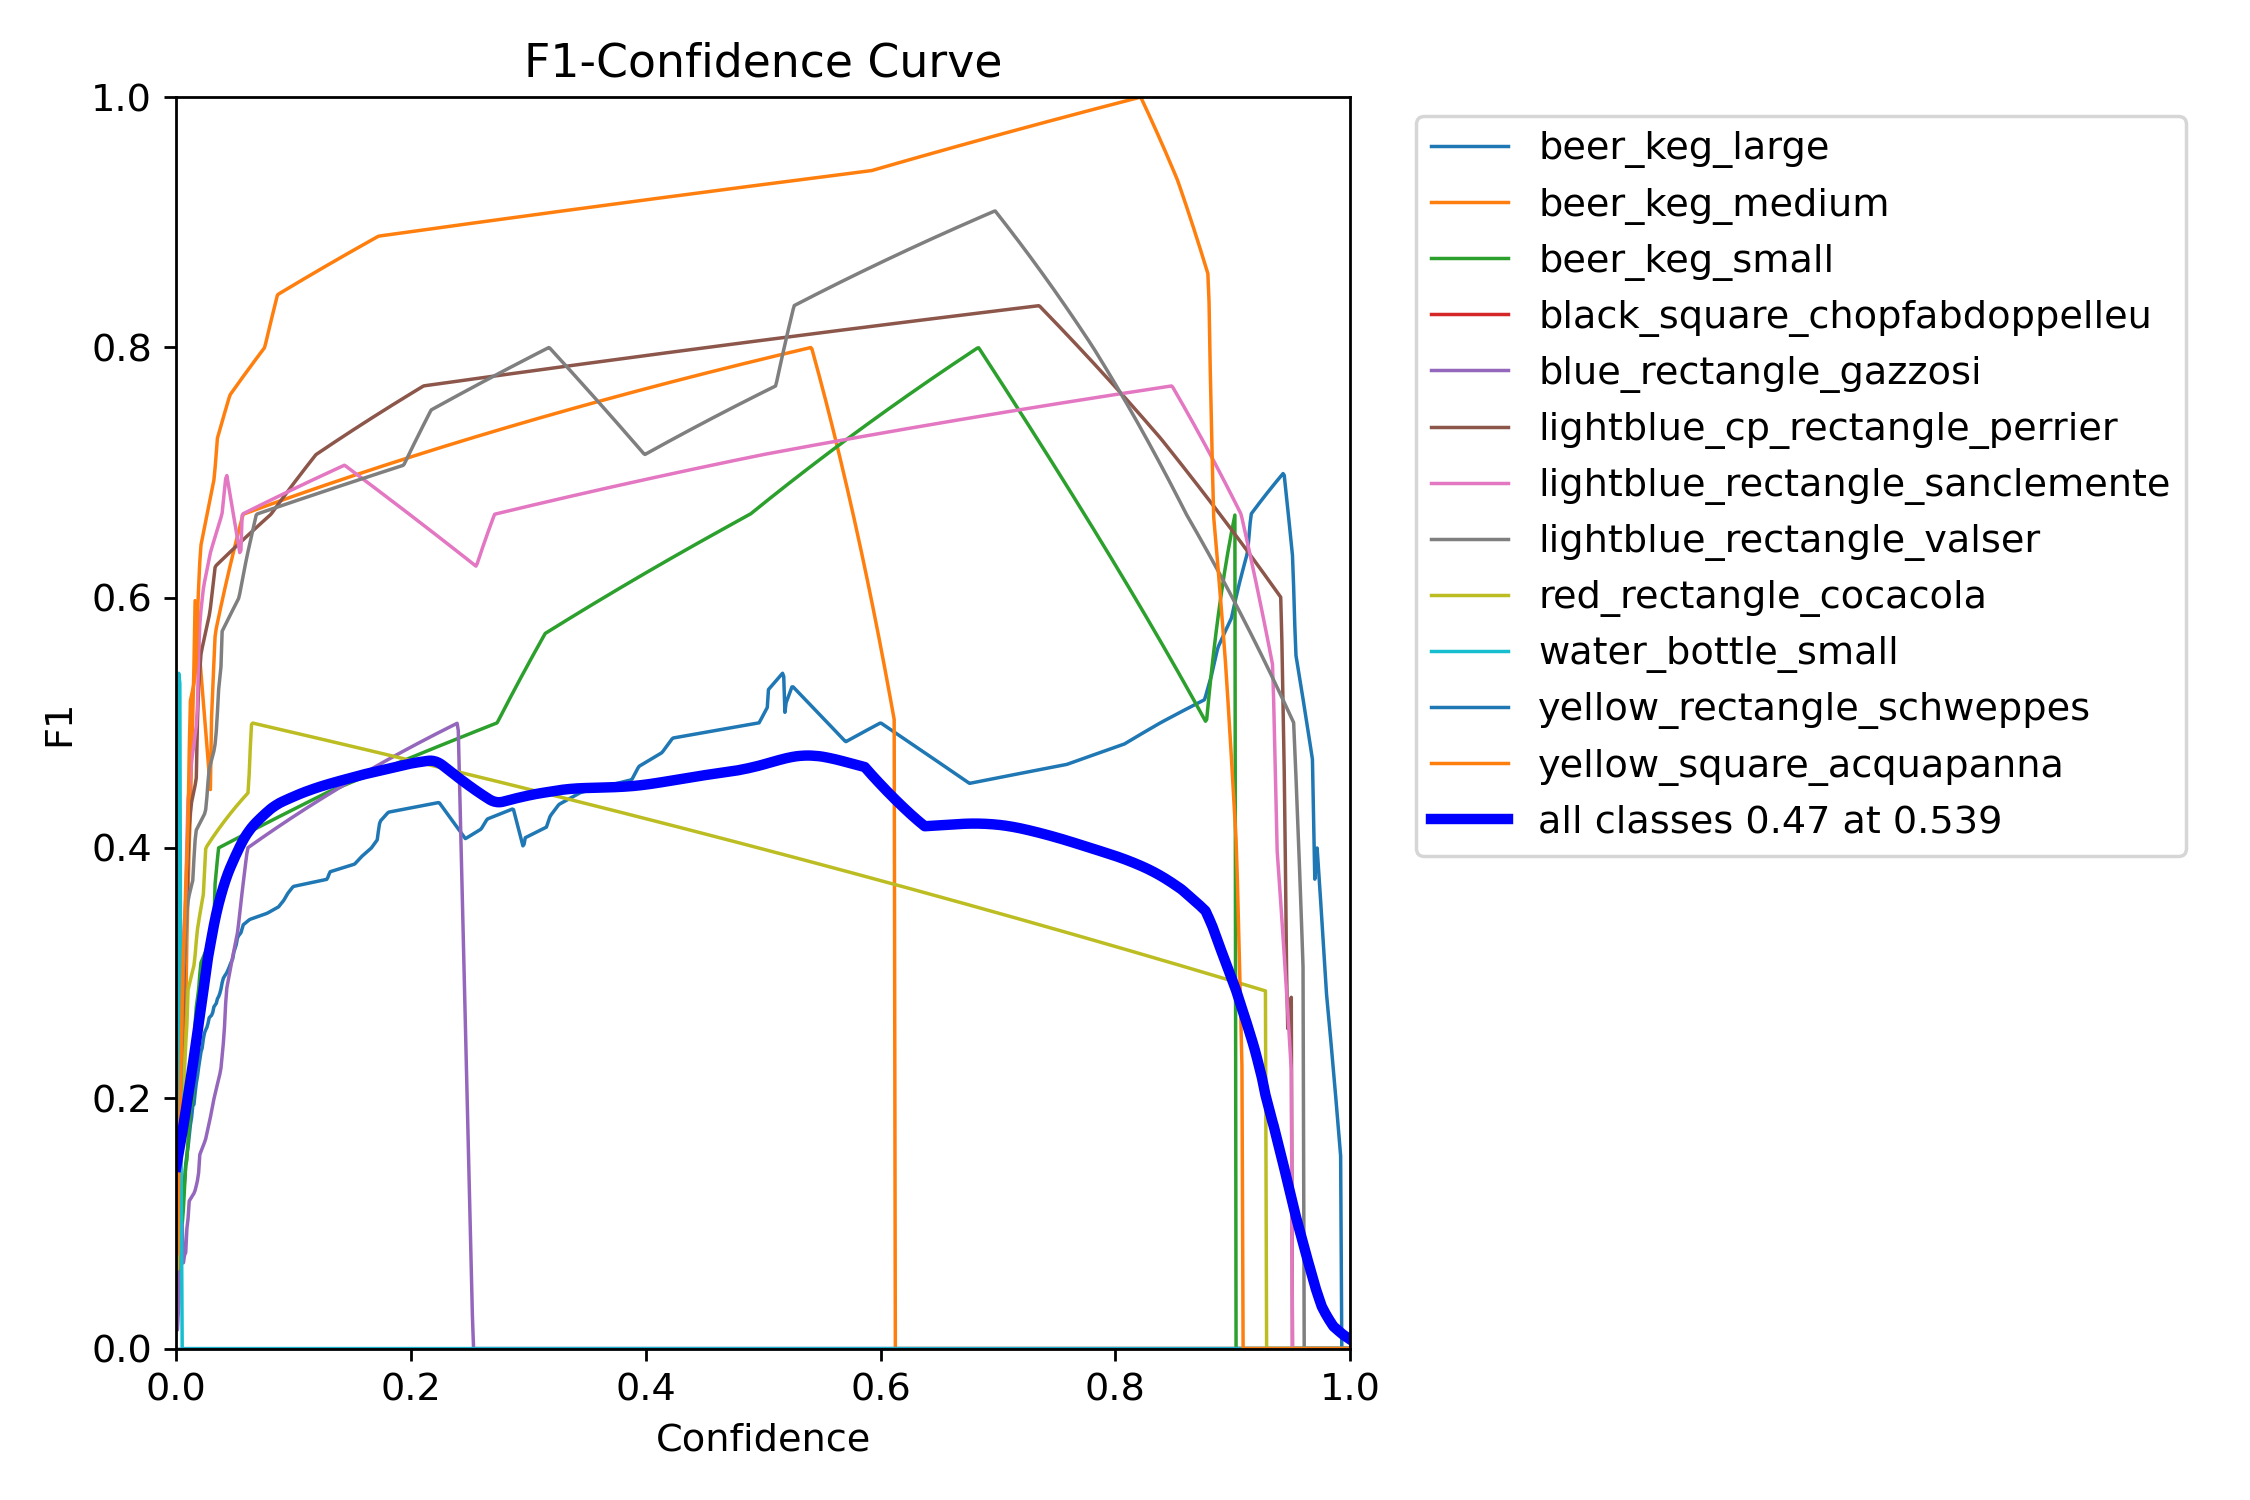 F1-Confidence Curve
1.0
0.8
0.6
0.4
0.2
0.0
F1
0.0 0.2 0.4 0.6 0.8 1.0
Confidence
beer_keg_large
beer_keg_medium
beer_keg_small
black_square_chopfabdoppelleu
blue_rectangle_gazzosi
lightblue_cp_rectangle_perrier
lightblue_rectangle_sanclemente
lightblue_rectangle_valser
red_rectangle_cocacola
water_bottle_small
yellow_rectangle_schweppes
yellow_square_acquapanna
all classes 0.47 at 0.539